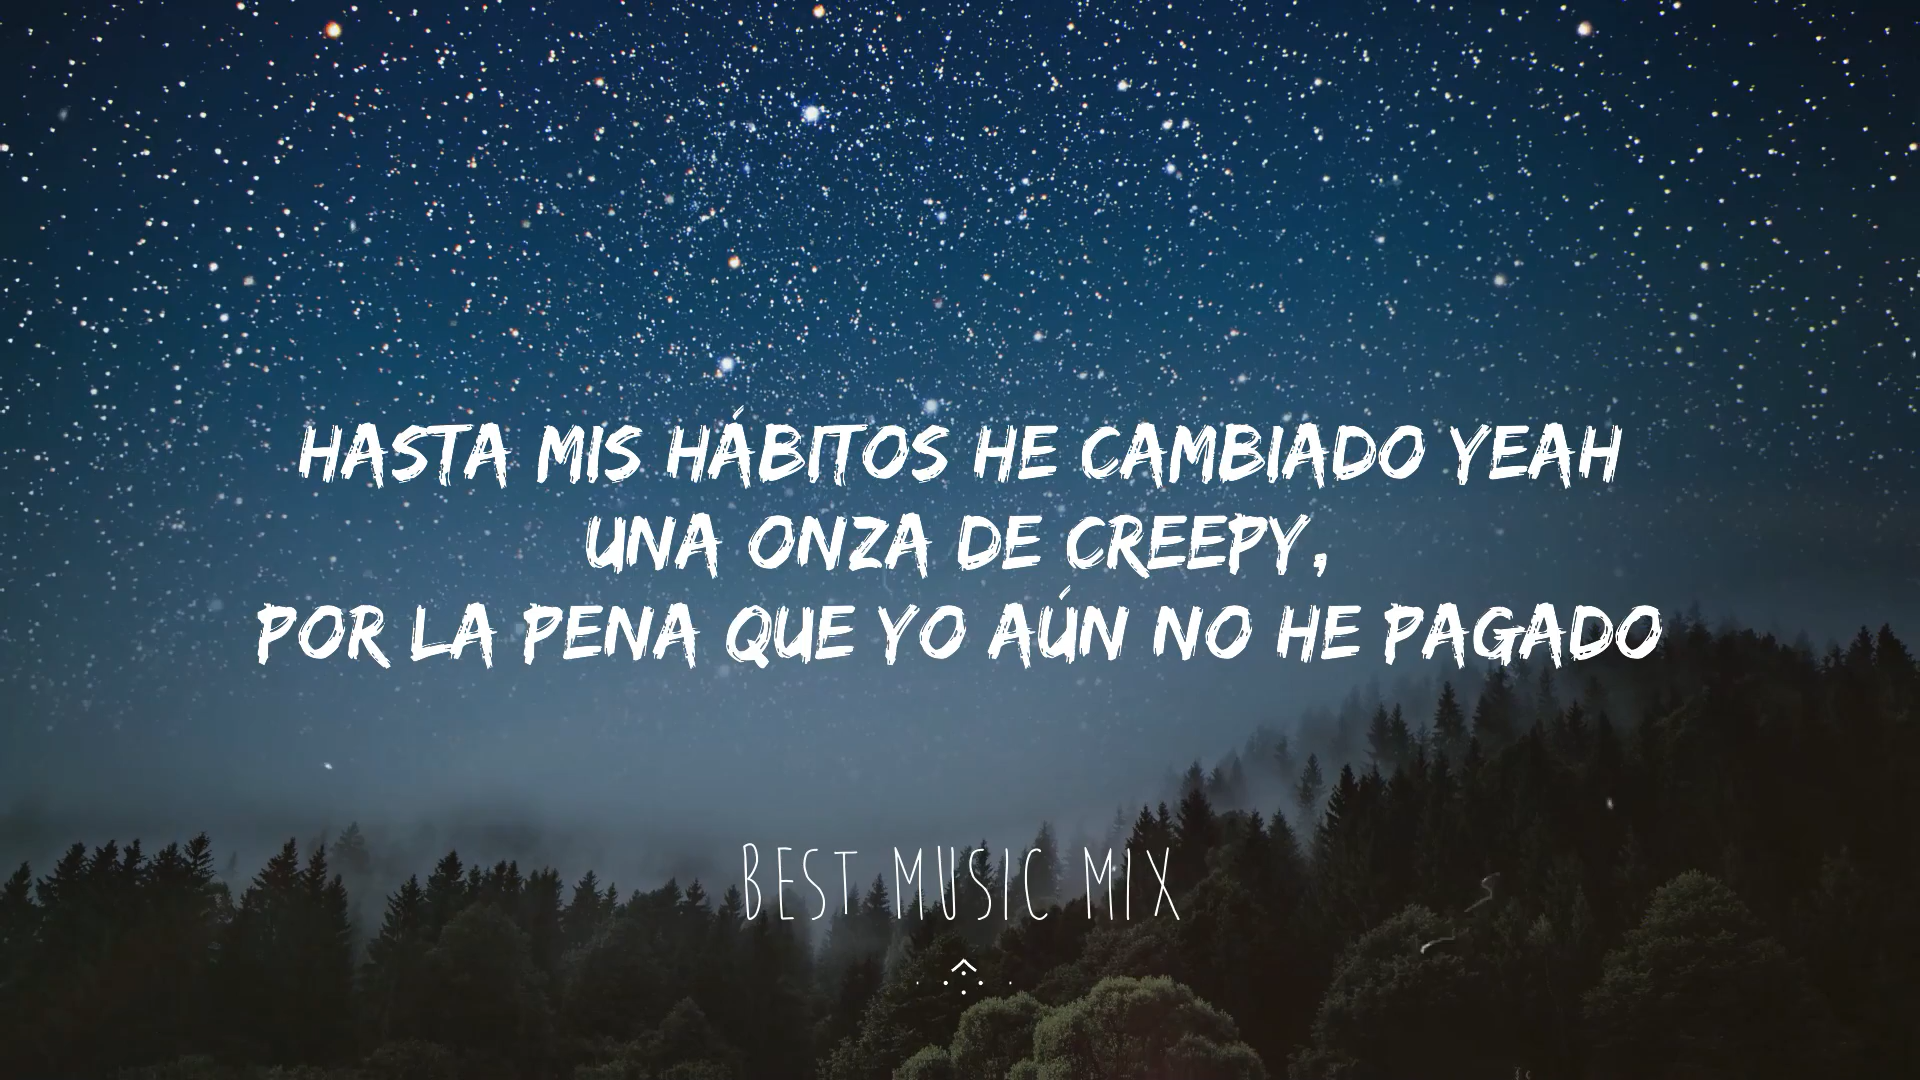 HASTA MIS HÁBITOS HE CAMBIADO YEAH
UNA ONZA DE CREEPY,
POR LA PENA QUE YO AÚN NO HE PAGADO
BEST MUSIC MIX